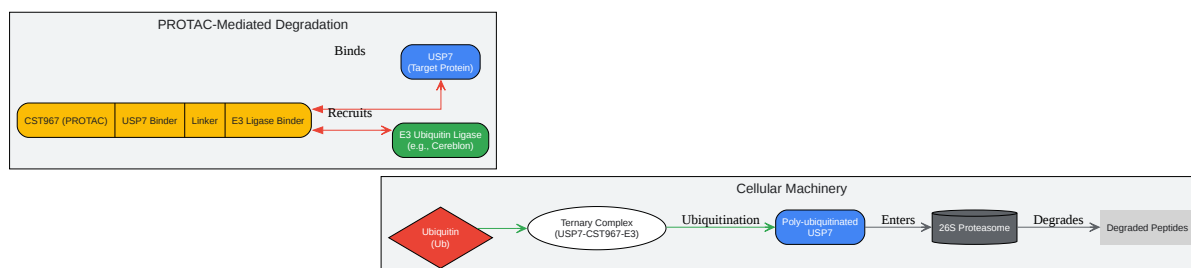 PROTAC-Mediated Degradation
Binds
USP7
(Target Protein)
Recruits
CST967 (PROTAC)
USP7 Binder
Linker
E3 Ligase Binder
E3 Ubiquitin Ligase
(e.g., Cereblon)
Cellular Machinery
Ubiquitin
(Ub)
Ternary Complex
(USP7-CST967-E3)
Ubiquitination
Poly-ubiquitinated
USP7
Enters
26S Proteasome
Degrades
Degraded Peptides